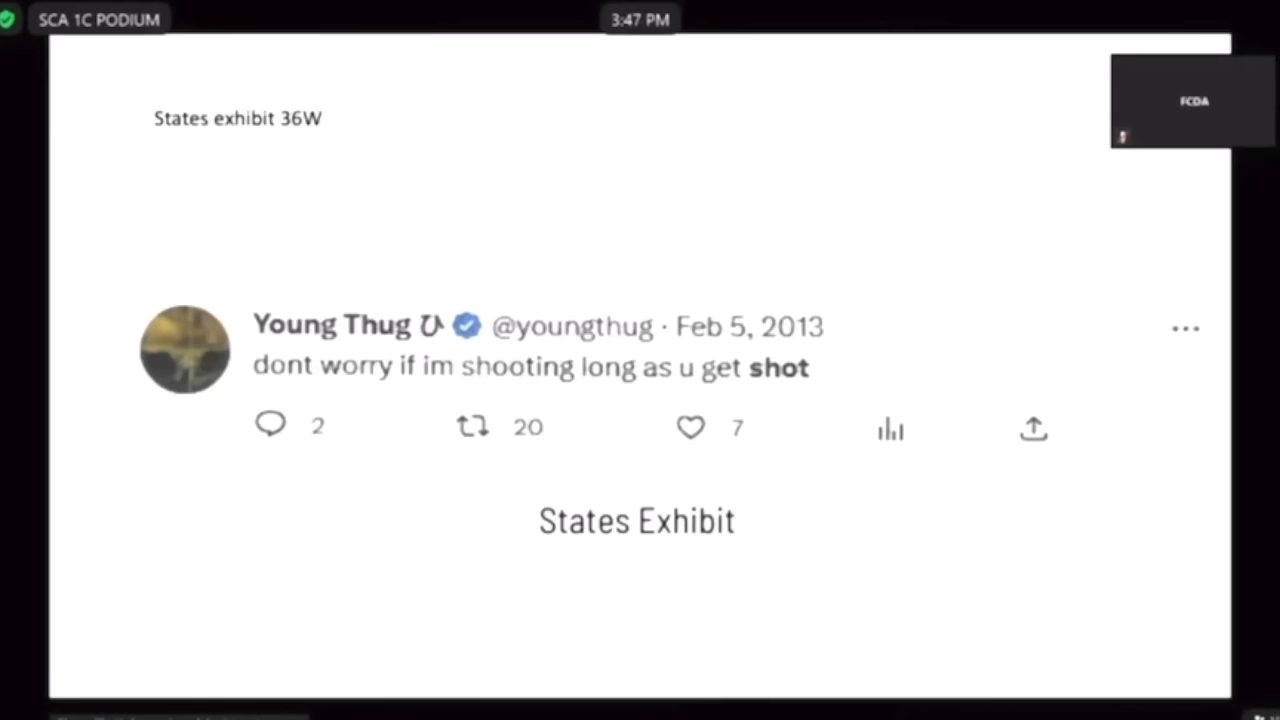 SCA 1C PODIUM
3:47 PM
FCDA
States exhibit 36W
Young Thug ひ @youngthug · Feb 5, 2013
dont worry if im shooting long as u get shot
2 20 7
States Exhibit